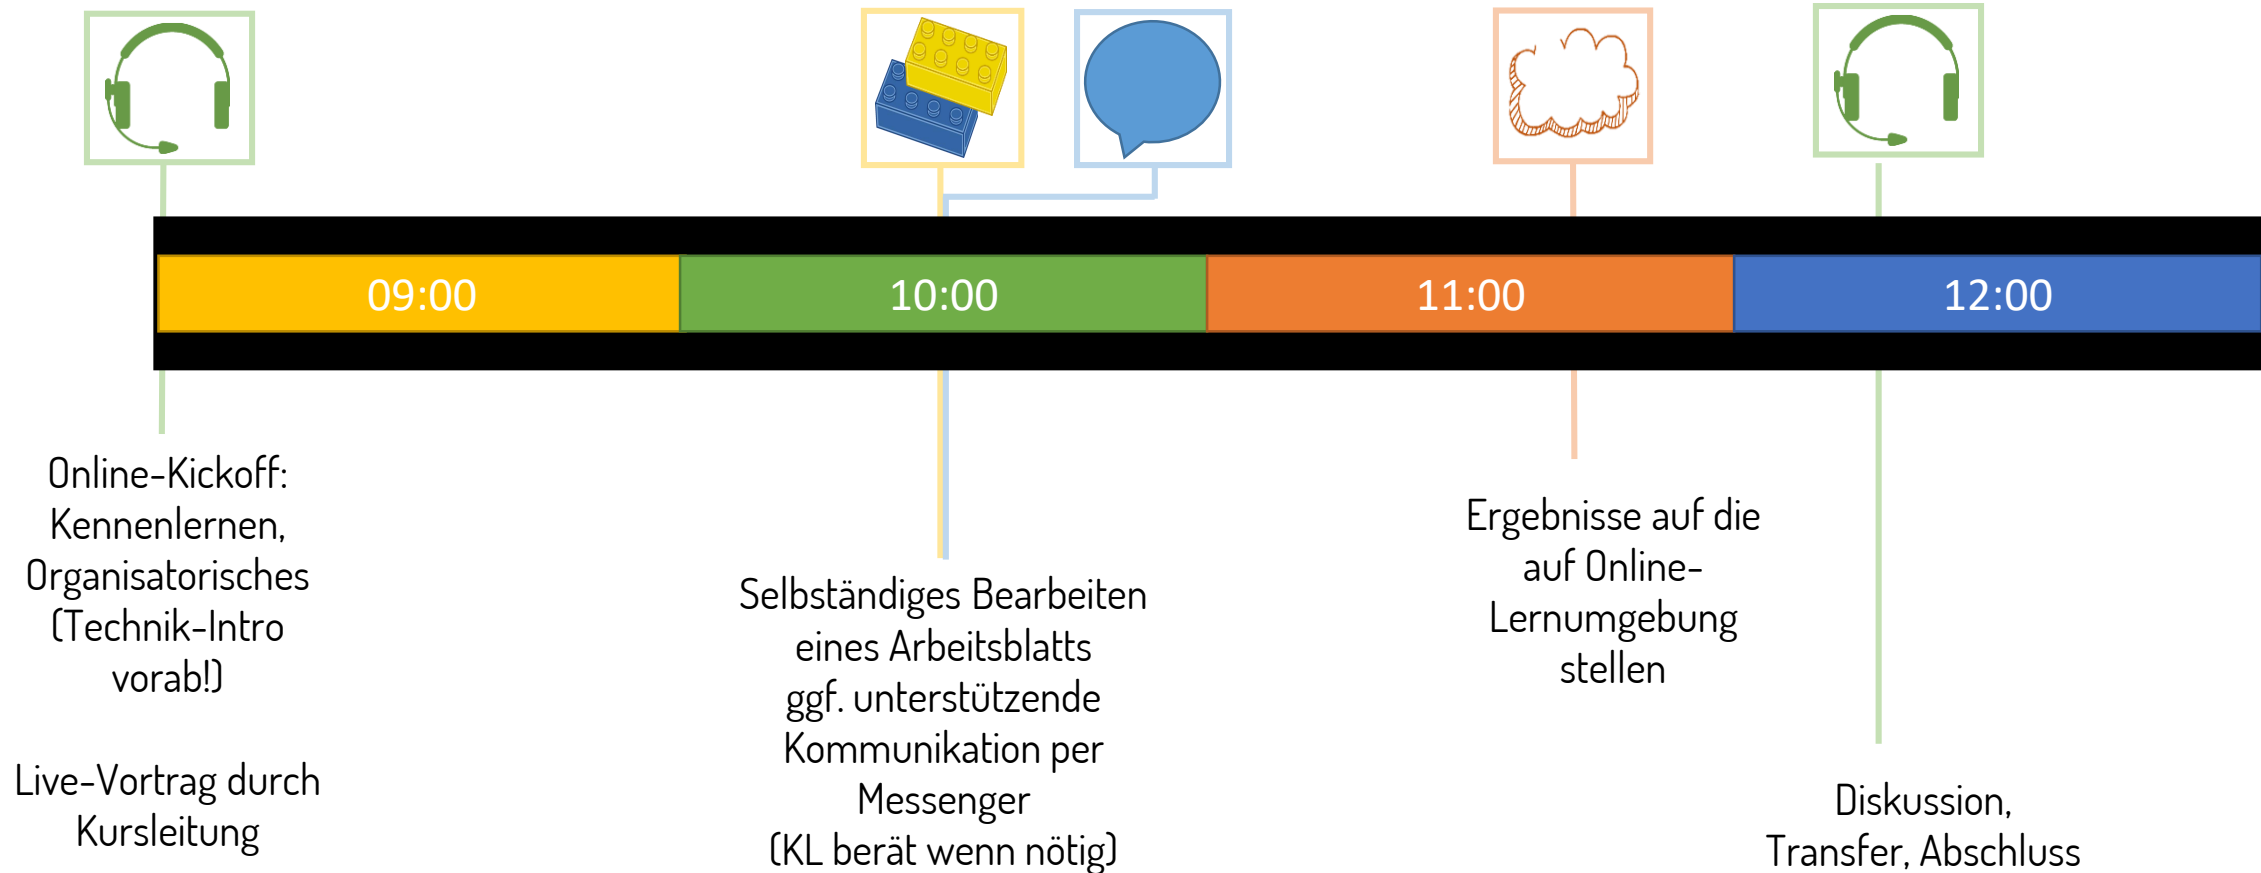 09:00
10:00
11:00
12:00
Online-Kickoff:
Kennenlernen,
Organisatorisches
(Technik-Intro
vorab!)
Live-Vortrag durch
Kursleitung
Selbständiges Bearbeiten
eines Arbeitsblatts
ggf. unterstützende
Kommunikation per
Messenger
(KL berät wenn nötig)
Ergebnisse auf die
auf Online-
Lernumgebung
stellen
Diskussion,
Transfer, Abschluss